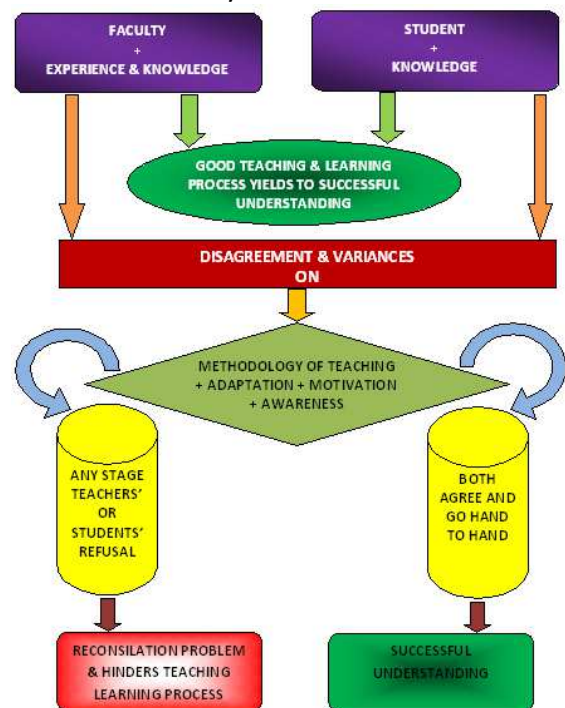 FACULTY
+
EXPERIENCE & KNOWLEDGE
STUDENT
+
KNOWLEDGE
GOOD TEACHING & LEARNING
PROCESS YIELDS TO SUCCESSFUL
UNDERSTANDING
DISAGREEMENT & VARIANCES
ON
METHODOLOGY OF TEACHING
+ ADAPTATION + MOTIVATION
+ AWARENESS
ANY STAGE
TEACHERS'
OR
STUDENTS'
REFUSAL
BOTH
AGREE AND
GO HAND
TO HAND
RECONSILATION PROBLEM
& HINDERS TEACHING
LEARNING PROCESS
SUCCESSFUL
UNDERSTANDING